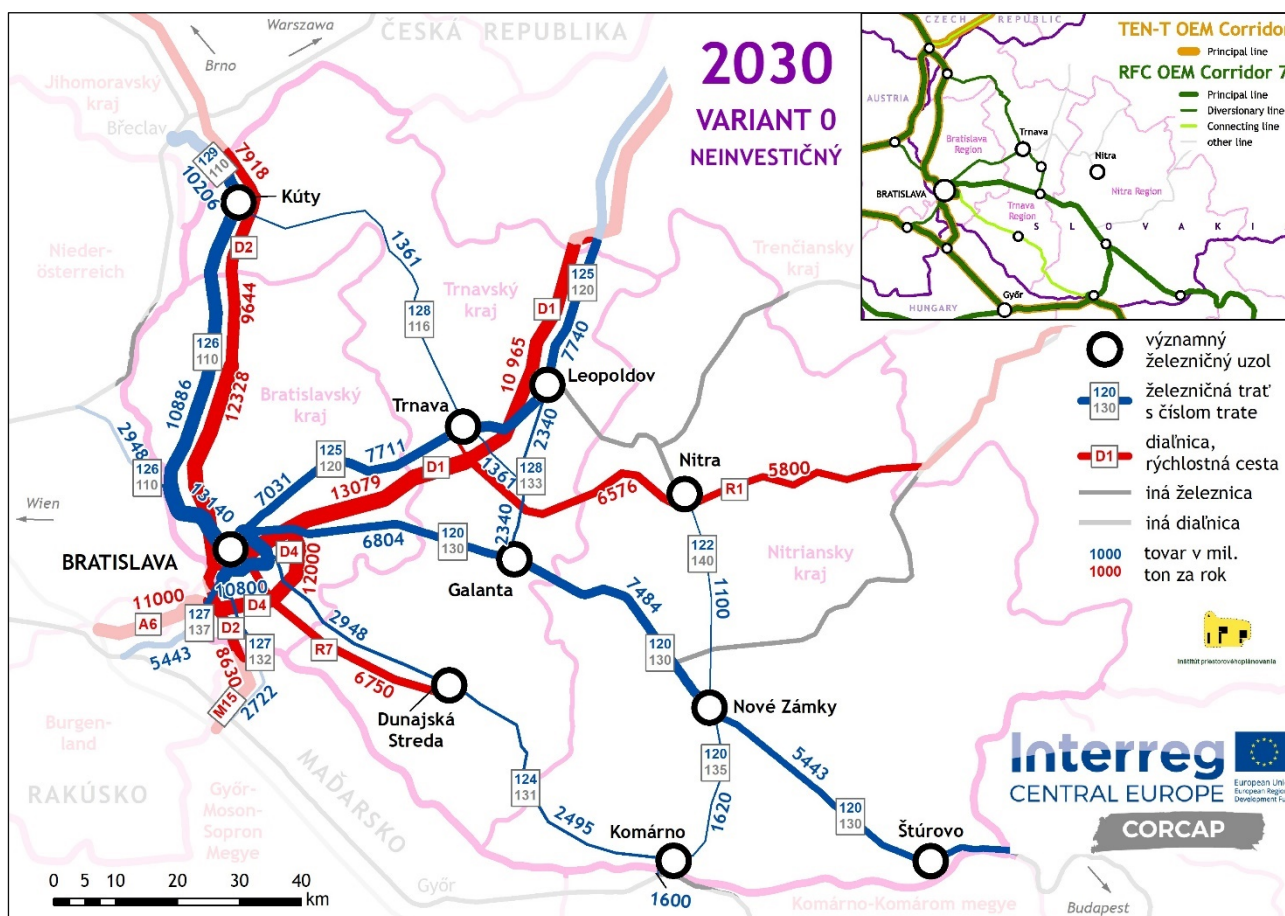 2030
VARIANT 0
NEINVESTIČNÝ
Warszawa
Brno
ČESKÁ REPUBLIKA
Jihomoravský
kraj
Břeclav
129
110
7918
10206
Kúty
D2
1361
Nieder-
österreich
9644
126
110
10886
12328
Trnavský
kraj
Trenčiansky
kraj
128
116
D1
125
120
7740
10 965
Leopoldov
Bratislavský
kraj
Trnava
2948
126
110
125
120
7711
7031
13140
D1
13079
1361
128
133
2340
2340
6576
Nitra
R1
5800
Wien
BRATISLAVA
6804
120
130
Galanta
D4
12000
10800
D4
Nitriansky
kraj
122
140
1100
7484
120
130
11000
A6
127
137
D2
127
132
5443
8630
M15
2722
2948
R7
6750
Dunajská
Streda
Nové Zámky
Burgen-
land
RAKÚSKO
MAĎARSKO
Győr-
Moson-
Sopron
Megye
124
131
2495
120
135
1620
5443
120
130
Komárno
1600
Štúrovo
Győr
Komárno-Komárom megye
Budapest
0 5 10 20 30 40
km
CZECH REPUBLIC
AUSTRIA
Bratislava
Region
Trnava
Nitra
BRATISLAVA
Trnava
Region
Nitra Region
SLOVAKI
Győr
HUNGARY
TEN-T OEM Corridor
Principal line
RFC OEM Corridor 7
Principal line
Diversionary line
Connecting line
other line
významný
železničný uzol
120
130
železničná trať
s číslom trate
D1
diaľnica,
rýchlostná cesta
iná železnica
iná diaľnica
1000
1000
tovar v mil.
ton za rok
Inštitút priestorového plánovania
Interreg
CENTRAL EUROPE
European Unio
European Region
Development Fu
CORCAP